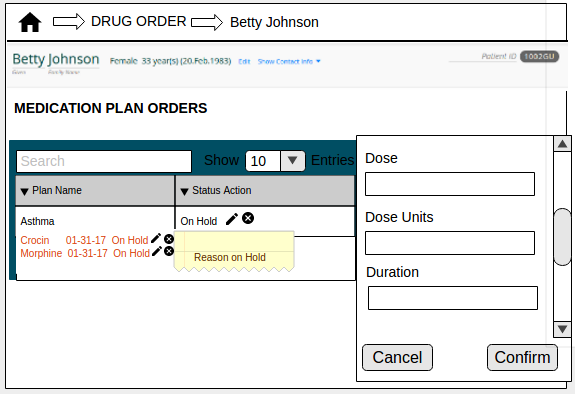 DRUG ORDER Betty Johnson
Betty Johnson Female 33 year(s) (20.Feb.1983) Edit Show Contact Info Patient ID 1002GU
Given Family Name
MEDICATION PLAN ORDERS
Search Show 10 Entries
Plan Name Status Action
Asthma On Hold
Crocin 01-31-17 On Hold
Morphine 01-31-17 On Hold
Reason on Hold
Dose
Dose Units
Duration
Cancel Confirm